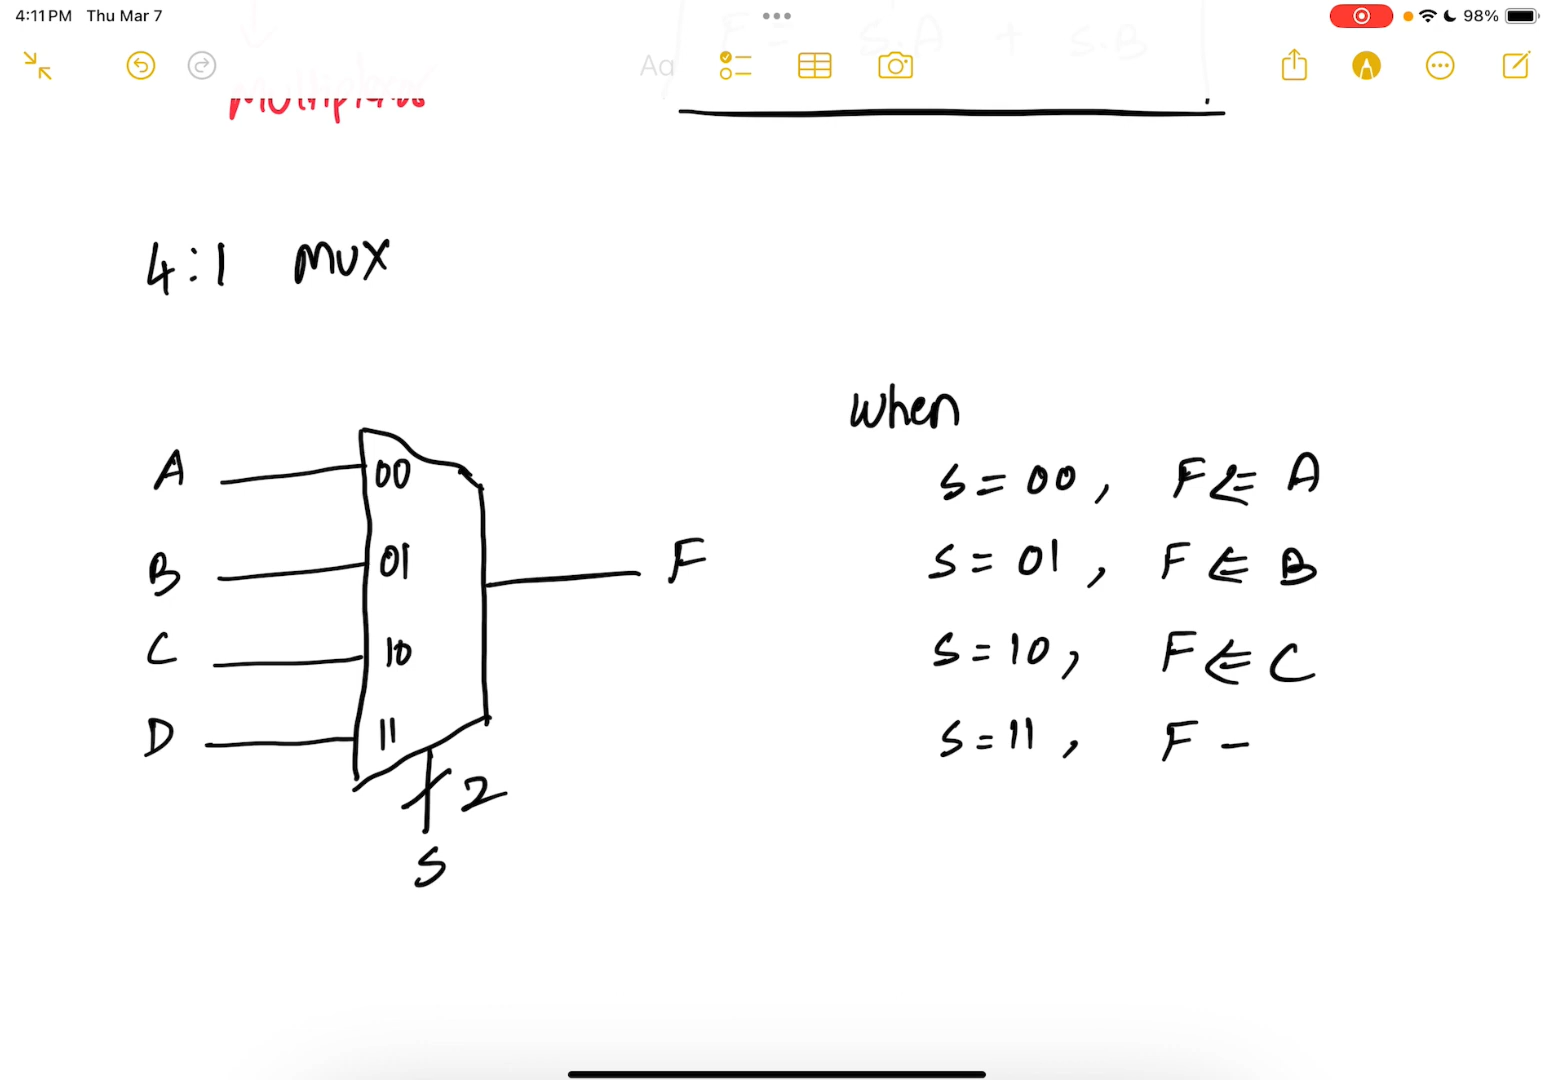 4:11 PM Thu Mar 7
98%
Aa
F = S.A + S.B
Multiplexos
4:1 MUX
when
A 00
S = 00, F ⇐ A
B 01
F
S = 01, F ⇐ B
C 10
S = 10, F ⇐ C
D 11
S = 11, F -
2
S